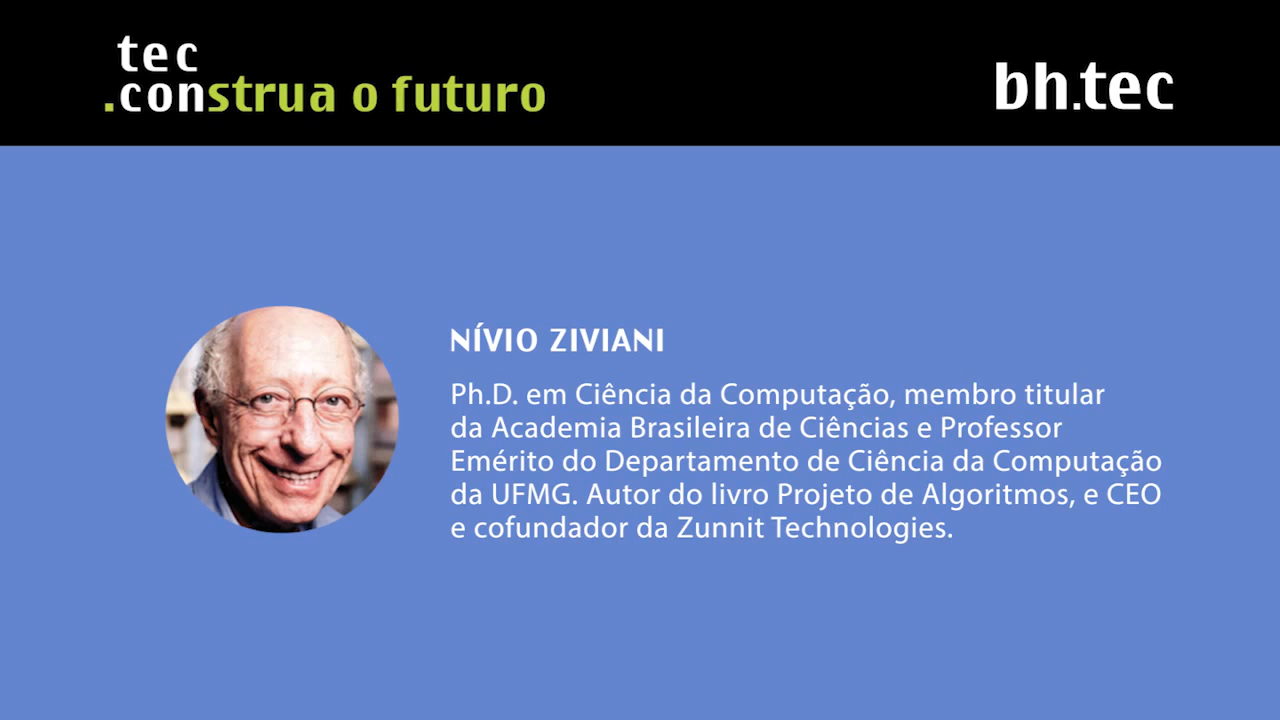 tec
.construa o futuro
bh.tec
NÍVIO ZIVIANI
Ph.D. em Ciência da Computação, membro titular
da Academia Brasileira de Ciências e Professor
Emérito do Departamento de Ciência da Computação
da UFMG. Autor do livro Projeto de Algoritmos, e CEO
e cofundador da Zunnit Technologies.